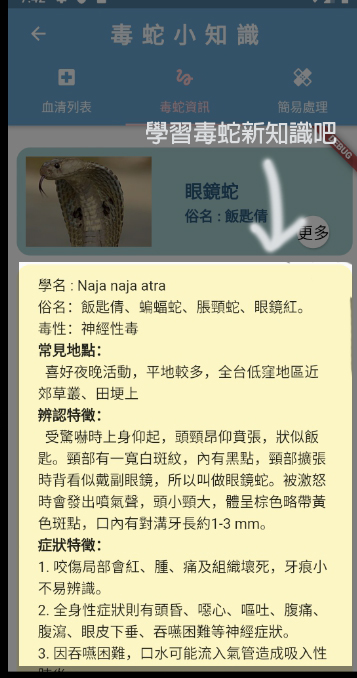 7:42
毒蛇小知識
血清列表
毒蛇資訊
簡易處理
學習毒蛇新知識吧
DEBUG
眼鏡蛇
俗名：飯匙倩
更多
學名 : Naja naja atra
俗名：飯匙倩、蝙蝠蛇、脹頸蛇、眼鏡紅。
毒性：神經性毒
常見地點：
喜好夜晚活動，平地較多，全台低窪地區近
郊草叢、田埂上
辨認特徵：
受驚嚇時上身仰起，頭頸昂仰賁張，狀似飯
匙。頸部有一寬白斑紋，內有黑點，頸部擴張
時背看似戴副眼鏡，所以叫做眼鏡蛇。被激怒
時會發出噴氣聲，頭小頸大，體呈棕色略帶黃
色斑點，口內有對溝牙長約1-3 mm。
症狀特徵：
1. 咬傷局部會紅、腫、痛及組織壞死，牙痕小
不易辨識。
2. 全身性症狀則有頭昏、噁心、嘔吐、腹痛、
腹瀉、眼皮下垂、吞嚥困難等神經症狀。
3. 因吞嚥困難，口水可能流入氣管造成吸入性